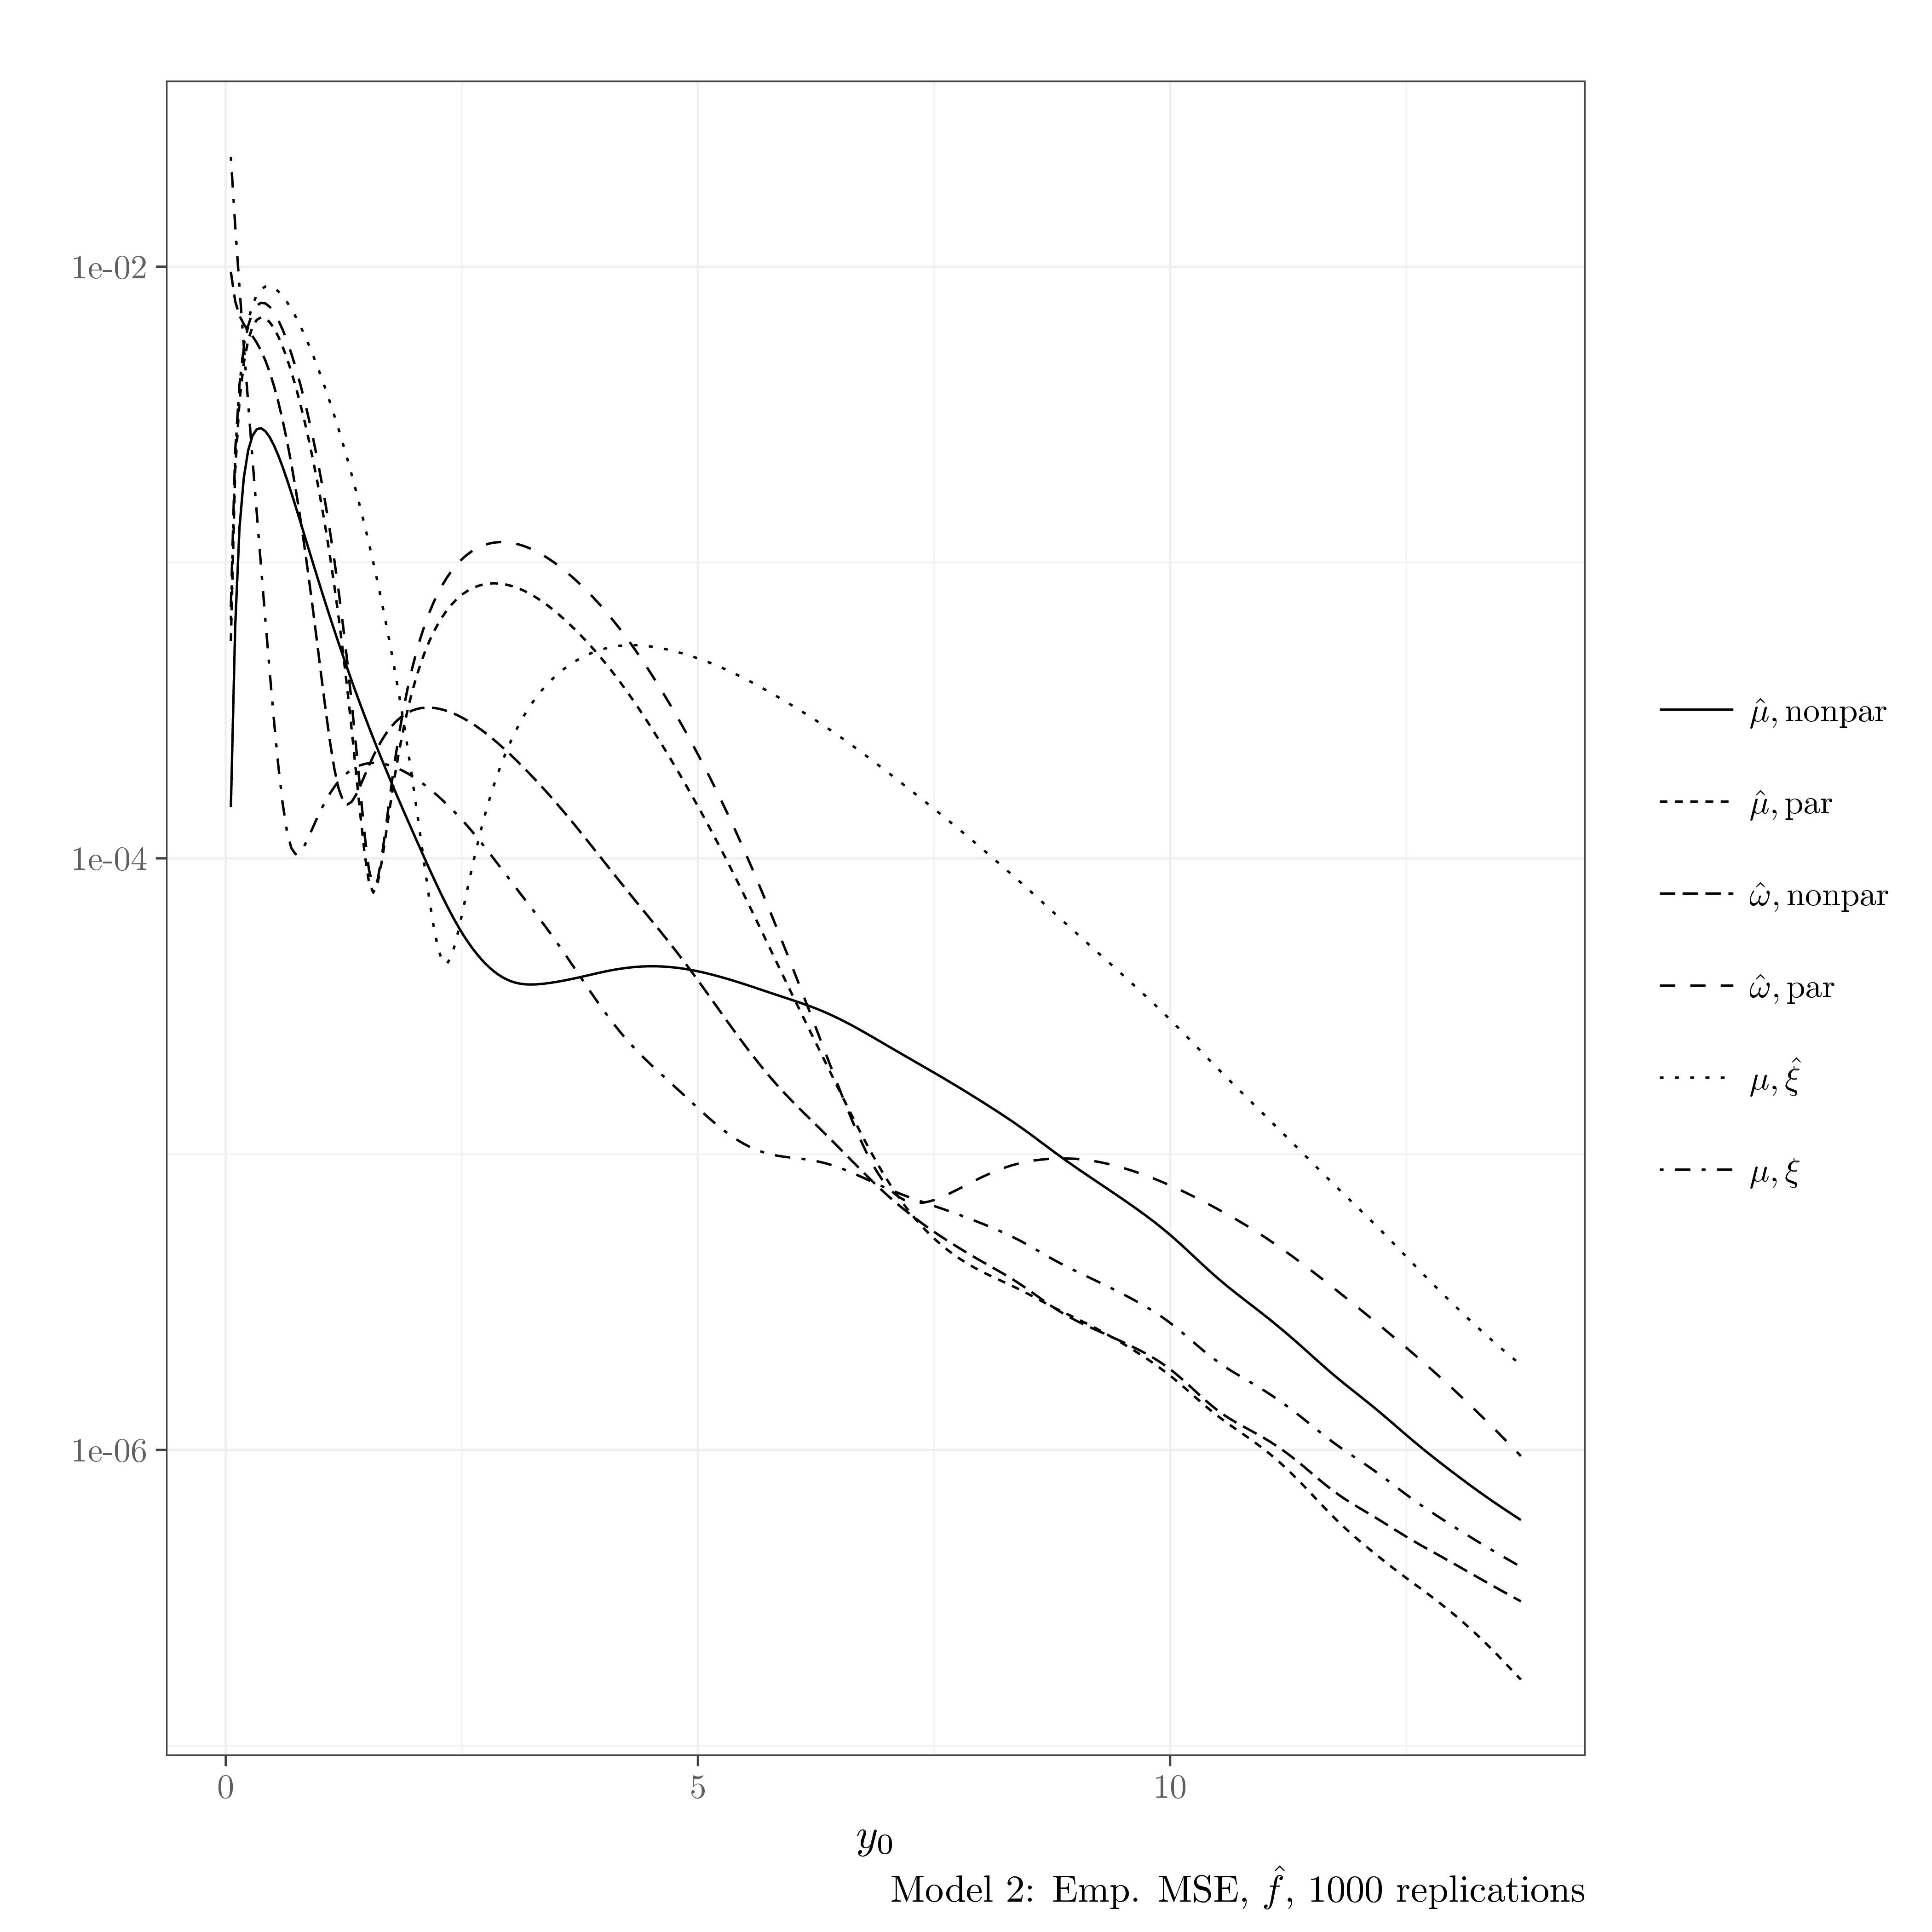 1e-02
1e-04
1e-06
0 5 10
y₀
Model 2: Emp. MSE, f̂, 1000 replications
μ̂, nonpar
μ̂, par
ω̂, nonpar
ω̂, par
μ, ξ̂
μ, ξ